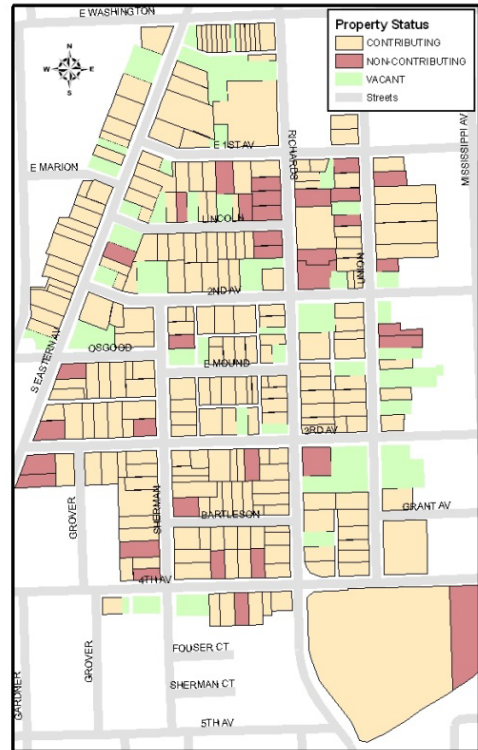 E WASHINGTON
Property Status
CONTRIBUTING
NON-CONTRIBUTING
VACANT
Streets
N
W E
S
E 1ST AV
RICHARDS
MISSISSIPPI AV
E MARION
LINCOLN
UNION
2ND AV
S EASTERN AV
OSGOOD
E MOUND
3RD AV
GROVER
SHERMAN
BARTLESON
GRANT AV
4TH AV
GARDNER
GROVER
FOUSER CT
SHERMAN CT
5TH AV